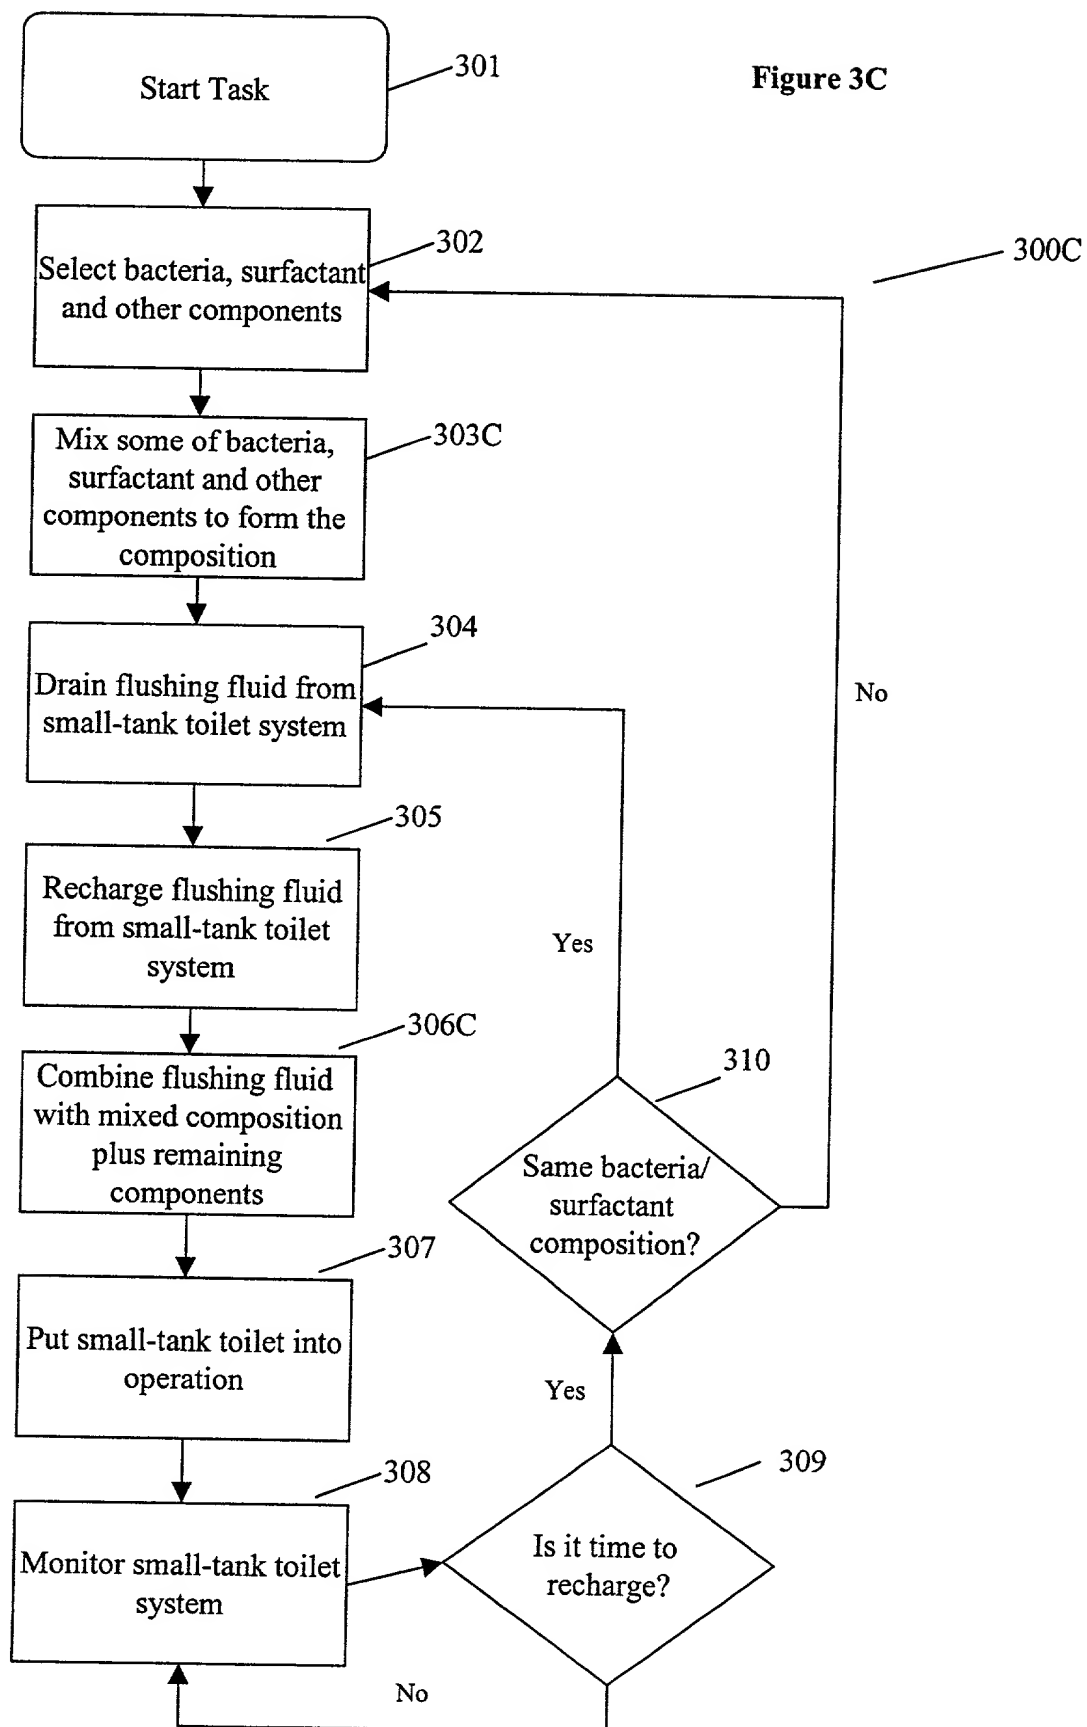 Figure 3C
Start Task
301
300C
Select bacteria, surfactant
and other components
302
Mix some of bacteria,
surfactant and other
components to form the
composition
303C
Drain flushing fluid from
small-tank toilet system
304
No
Recharge flushing fluid
from small-tank toilet
system
305
Yes
Combine flushing fluid
with mixed composition
plus remaining
components
306C
Same bacteria/
surfactant
composition?
310
Put small-tank toilet into
operation
307
Yes
Monitor small-tank toilet
system
308
Is it time to
recharge?
309
No